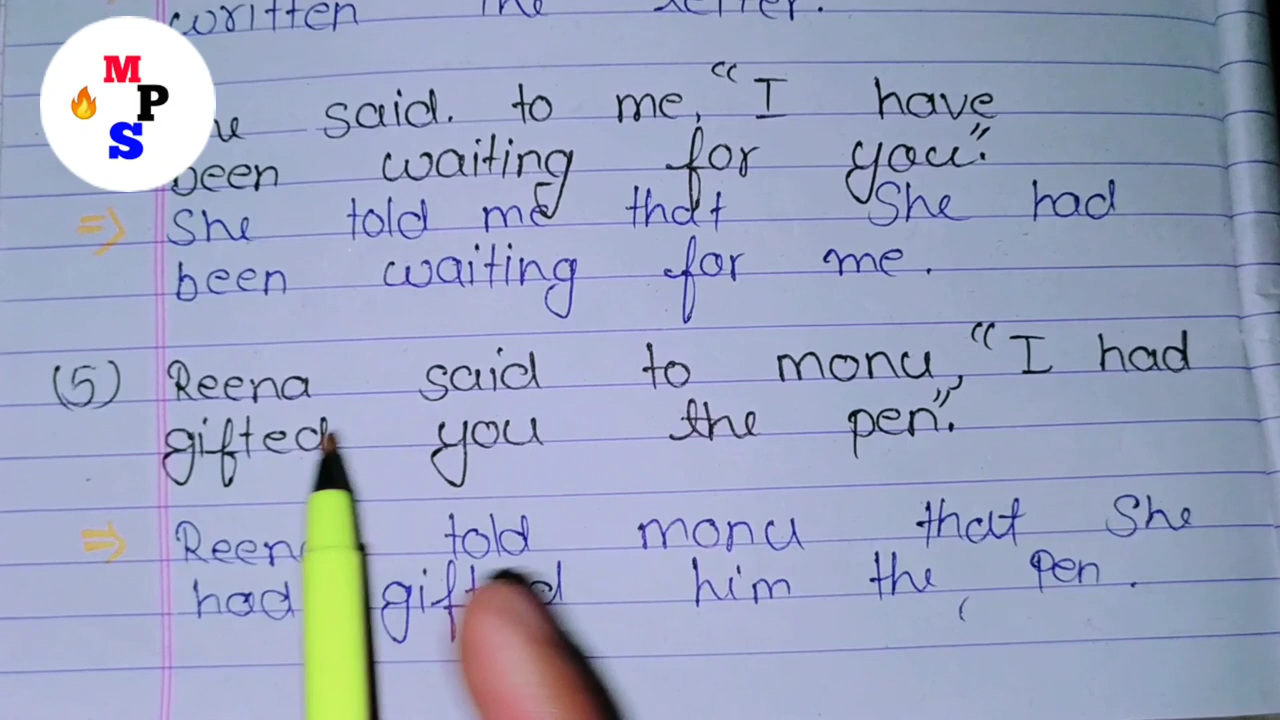 written the letter.
M
P
S
said. to me, "I have
been waiting for you."
⇒ She told me that She had
been waiting for me.
(5) Reena said to monu, "I had
gifted you the pen."
⇒ told monu that She
had gifted him the pen.